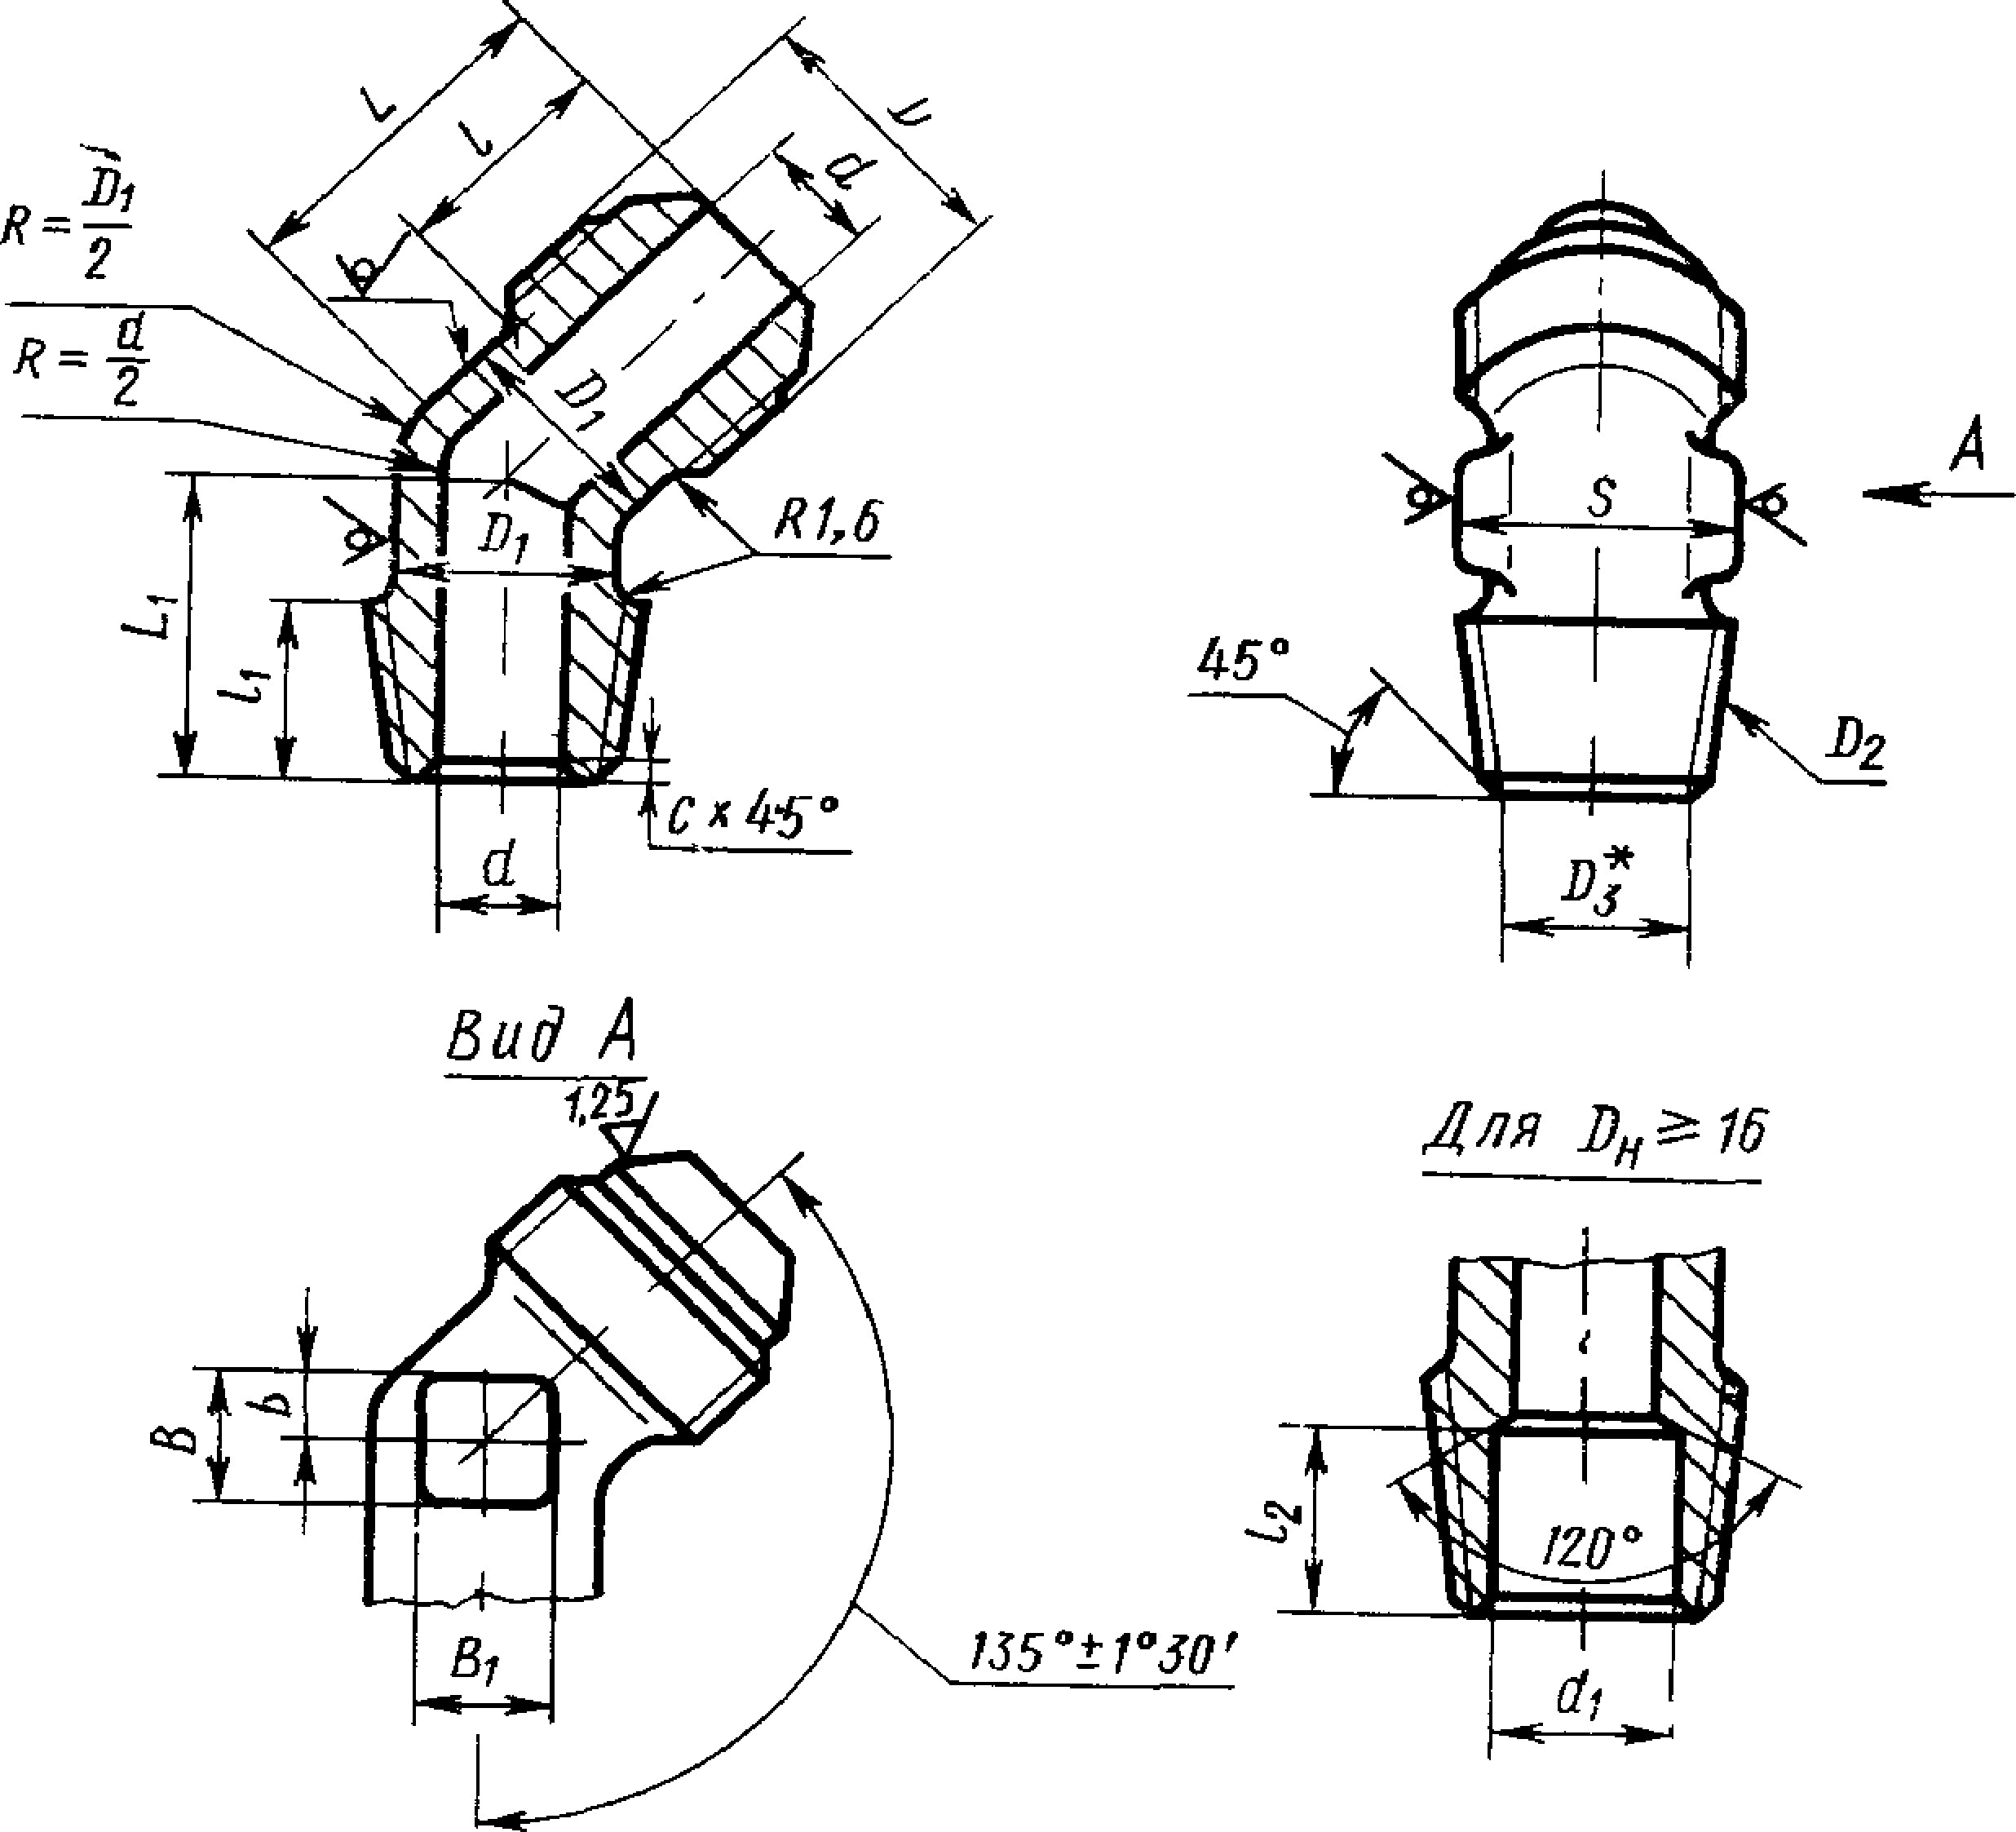 L
l
D
d
R = D1/2
R = d/2
D1
D1
R1,6
L1
l1
c × 45°
d
S
A
45°
D2
D3*
Вид А
1,25
Для Dн ≥ 16
b
B
B1
135°±1°30'
l2
120°
d1